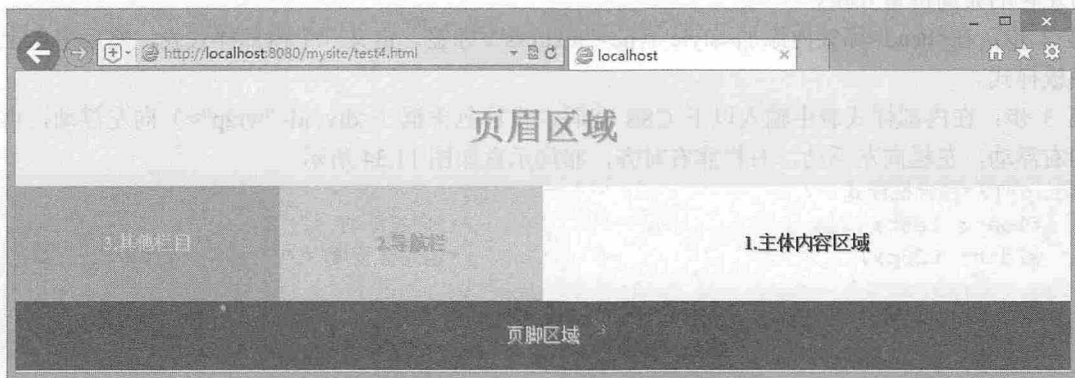 http://localhost:8080/mysite/test4.html
localhost
页眉区域
3.其他栏目
2.导航栏
1.主体内容区域
页脚区域